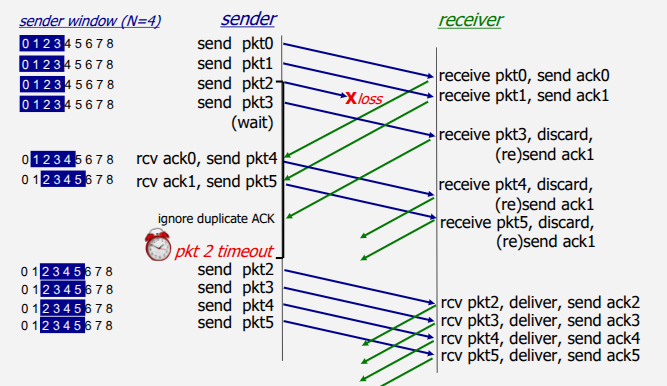 sender window (N=4)
sender
receiver
0 1 2 3 4 5 6 7 8 send pkt0
0 1 2 3 4 5 6 7 8 send pkt1
0 1 2 3 4 5 6 7 8 send pkt2
0 1 2 3 4 5 6 7 8 send pkt3
(wait)
X loss
receive pkt0, send ack0
receive pkt1, send ack1
receive pkt3, discard,
(re)send ack1
0 1 2 3 4 5 6 7 8 rcv ack0, send pkt4
0 1 2 3 4 5 6 7 8 rcv ack1, send pkt5
receive pkt4, discard,
(re)send ack1
receive pkt5, discard,
(re)send ack1
ignore duplicate ACK
pkt 2 timeout
0 1 2 3 4 5 6 7 8 send pkt2
0 1 2 3 4 5 6 7 8 send pkt3
0 1 2 3 4 5 6 7 8 send pkt4
0 1 2 3 4 5 6 7 8 send pkt5
rcv pkt2, deliver, send ack2
rcv pkt3, deliver, send ack3
rcv pkt4, deliver, send ack4
rcv pkt5, deliver, send ack5